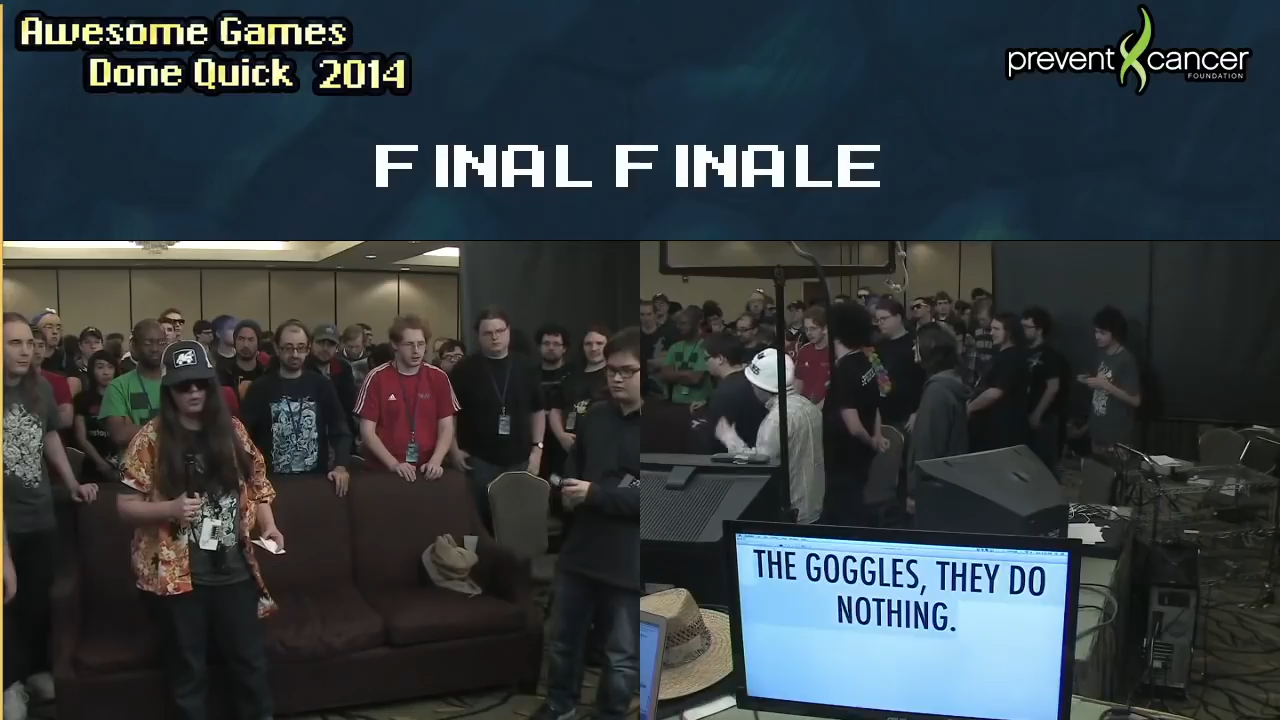 Awesome Games
Done Quick 2014
prevent cancer
FOUNDATION
FINAL FINALE
THE GOGGLES, THEY DO
NOTHING.